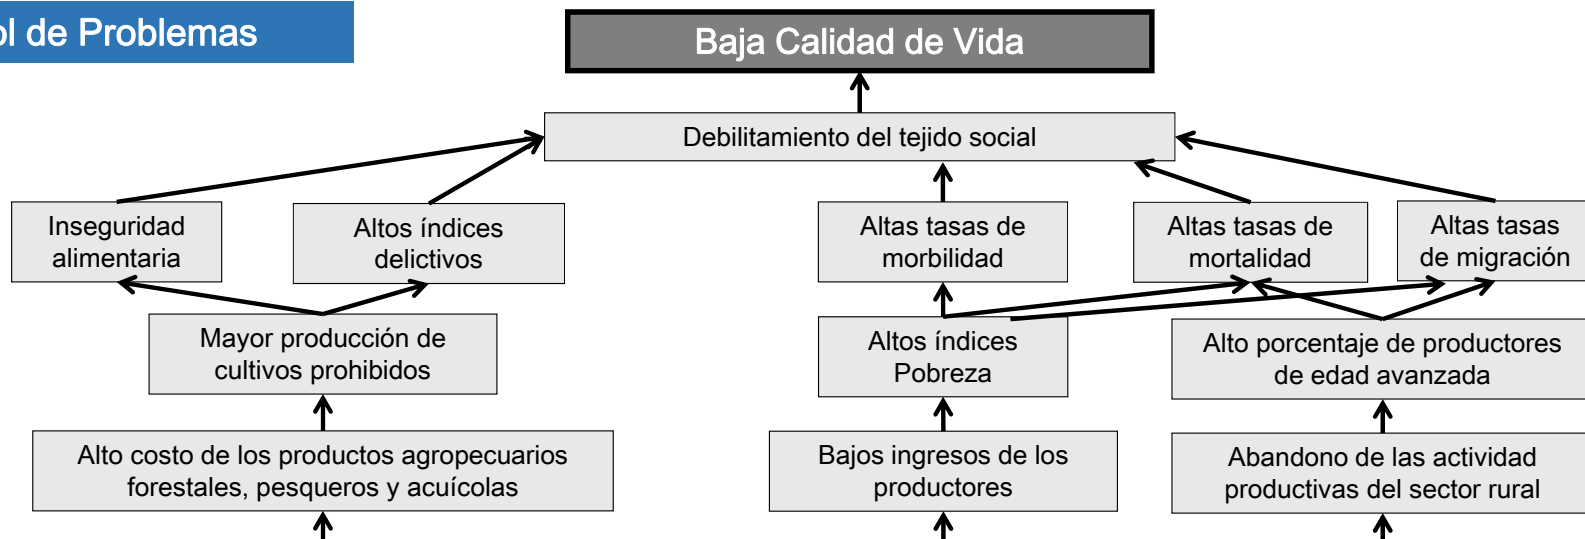 ol de Problemas
Baja Calidad de Vida
Debilitamiento del tejido social
Inseguridad
alimentaria
Altos índices
delictivos
Altas tasas de
morbilidad
Altas tasas de
mortalidad
Altas tasas
de migración
Mayor producción de
cultivos prohibidos
Altos índices
Pobreza
Alto porcentaje de productores
de edad avanzada
Alto costo de los productos agropecuarios
forestales, pesqueros y acuícolas
Bajos ingresos de los
productores
Abandono de las actividad
productivas del sector rural